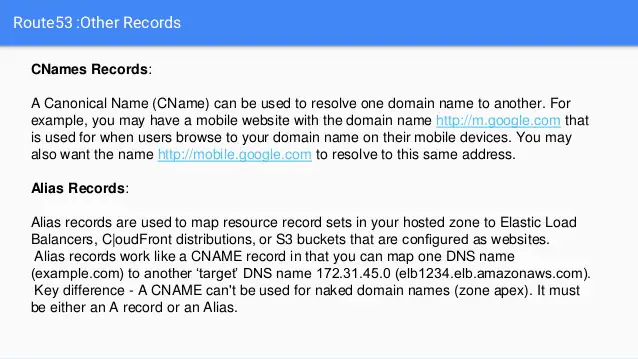 Route53 :Other Records
CNames Records:
A Canonical Name (CName) can be used to resolve one domain name to another. For
example, you may have a mobile website with the domain name http://m.google.com that
is used for when users browse to your domain name on their mobile devices. You may
also want the name http://mobile.google.com to resolve to this same address.
Alias Records:
Alias records are used to map resource record sets in your hosted zone to Elastic Load
Balancers, C|oudFront distributions, or S3 buckets that are configured as websites.
Alias records work like a CNAME record in that you can map one DNS name
(example.com) to another ‘target’ DNS name 172.31.45.0 (elb1234.elb.amazonaws.com).
Key difference - A CNAME can't be used for naked domain names (zone apex). It must
be either an A record or an Alias.